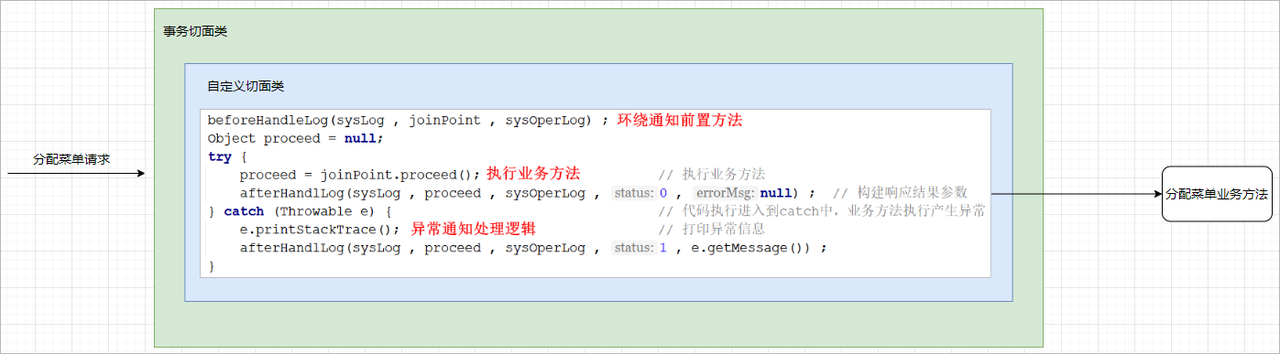 事务切面类
自定义切面类
分配菜单请求
beforeHandleLog(sysLog , joinPoint , sysOperLog) ; 环绕通知前置方法
Object proceed = null;
try {
proceed = joinPoint.proceed(); 执行业务方法 // 执行业务方法
afterHandlLog(sysLog , proceed , sysOperLog , status: 0 , errorMsg: null) ; // 构建响应结果参数
} catch (Throwable e) { // 代码执行进入到catch中，业务方法执行产生异常
e.printStackTrace(); 异常通知处理逻辑 // 打印异常信息
afterHandlLog(sysLog , proceed , sysOperLog , status: 1 , e.getMessage()) ;
}
分配菜单业务方法